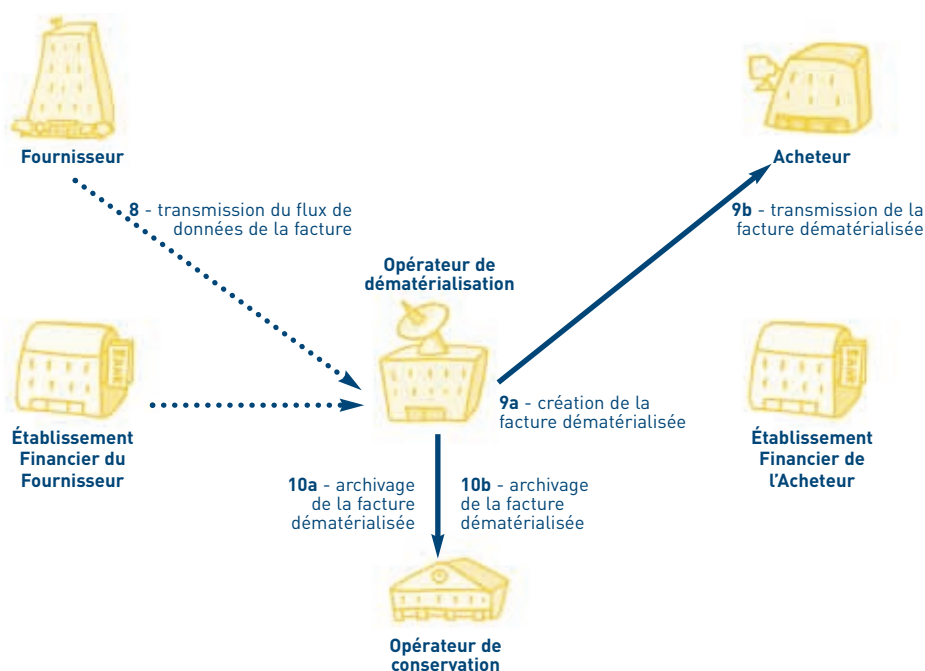 Fournisseur
Acheteur
8 - transmission du flux de
données de la facture
9b - transmission de la
facture dématérialisée
Opérateur de
dématérialisation
BANK
BANK
9a - création de la
facture dématérialisée
Établissement
Financier du
Fournisseur
Établissement
Financier de
l'Acheteur
10a - archivage
de la facture
dématérialisée
10b - archivage
de la facture
dématérialisée
Opérateur de
conservation